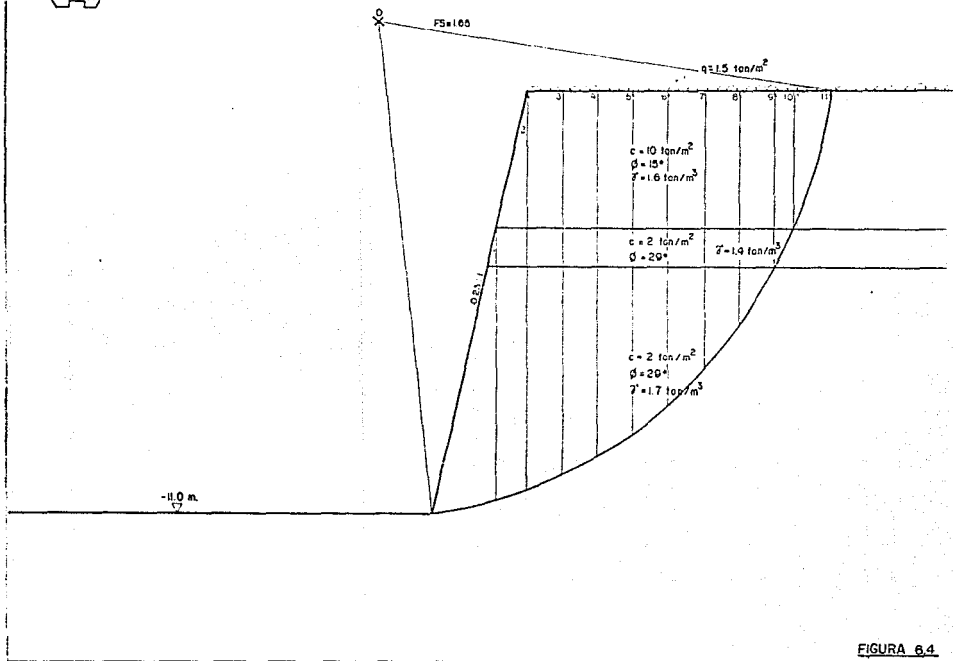 O
FS=1.65
q=1.5 ton/m²
2 3 4 5 6 7 8 9 10 11
c = 10 ton/m²
Ø = 15°
γ = 1.6 ton/m³
c = 2 ton/m²
γ = 1.4 ton/m³
Ø = 29°
0.25:1
c = 2 ton/m²
Ø = 29°
γ = 1.7 ton/m³
-11.0 m.
FIGURA 6.4